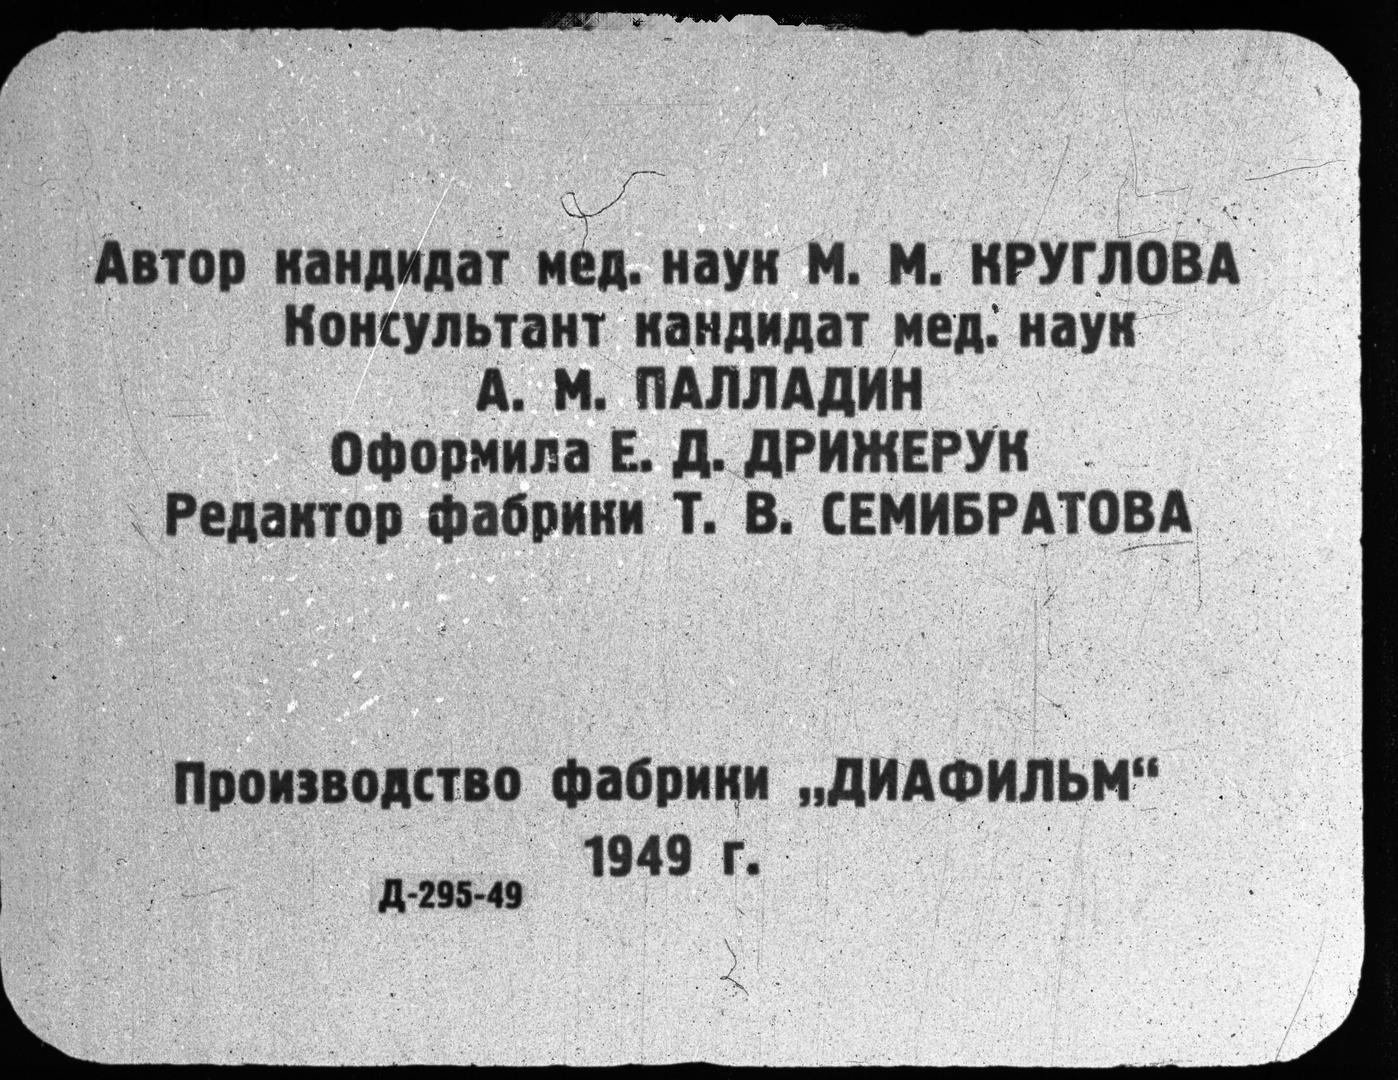 Автор кандидат мед. наук М. М. КРУГЛОВА
Консультант кандидат мед. наук
А. М. ПАЛЛАДИН
Оформила Е. Д. ДРИЖЕРУК
Редактор фабрики Т. В. СЕМИБРАТОВА
Производство фабрики „ДИАФИЛЬМ“
1949 г.
Д-295-49